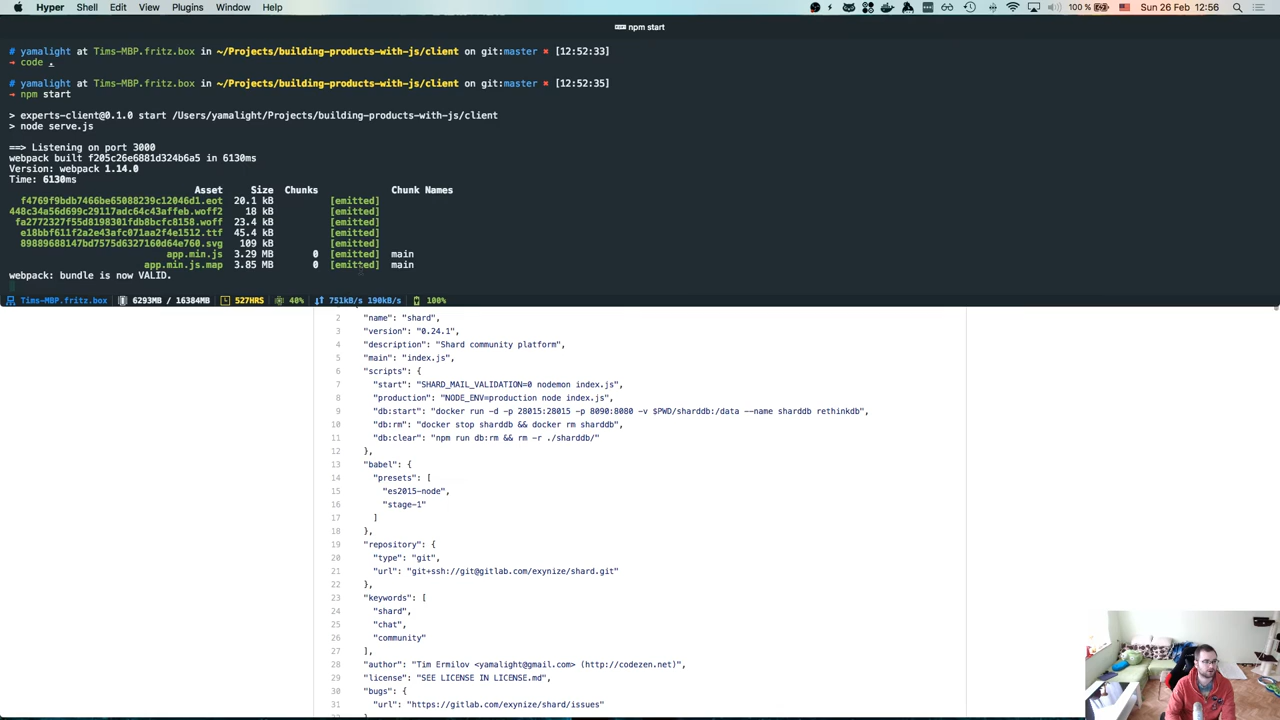 Hyper Shell Edit View Plugins Window Help 100 % Sun 26 Feb 12:56
npm start
# yamalight at Tims-MBP.fritz.box in ~/Projects/building-products-with-js/client on git:master ✖ [12:52:33]
→ code .
# yamalight at Tims-MBP.fritz.box in ~/Projects/building-products-with-js/client on git:master ✖ [12:52:35]
→ npm start
> experts-client@0.1.0 start /Users/yamalight/Projects/building-products-with-js/client
> node serve.js
==> Listening on port 3000
webpack built f205c26e6881d324b6a5 in 6130ms
Version: webpack 1.14.0
Time: 6130ms
Asset Size Chunks Chunk Names
f4769f9bdb7466be65088239c12046d1.eot 20.1 kB [emitted]
448c34a56d699c29117adc64c43affeb.woff2 18 kB [emitted]
fa2772327f55d8198301fdb8bcfc8158.woff 23.4 kB [emitted]
e18bbf611f2a2e43afc071aa2f4e1512.ttf 45.4 kB [emitted]
89889688147bd7575d6327160d64e760.svg 109 kB [emitted]
app.min.js 3.29 MB 0 [emitted] main
app.min.js.map 3.85 MB 0 [emitted] main
webpack: bundle is now VALID.
Tims-MBP.fritz.box 6293MB / 16384MB 527HRS 40% 751kB/s 190kB/s 100%
2 "name": "shard",
3 "version": "0.24.1",
4 "description": "Shard community platform",
5 "main": "index.js",
6 "scripts": {
7 "start": "SHARD_MAIL_VALIDATION=0 nodemon index.js",
8 "production": "NODE_ENV=production node index.js",
9 "db:start": "docker run -d -p 28015:28015 -p 8090:8080 -v $PWD/sharddb:/data --name sharddb rethinkdb",
10 "db:rm": "docker stop sharddb && docker rm sharddb",
11 "db:clear": "npm run db:rm && rm -r ./sharddb/"
12 },
13 "babel": {
14 "presets": [
15 "es2015-node",
16 "stage-1"
17 ]
18 },
19 "repository": {
20 "type": "git",
21 "url": "git+ssh://git@gitlab.com/exynize/shard.git"
22 },
23 "keywords": [
24 "shard",
25 "chat",
26 "community"
27 ],
28 "author": "Tim Ermilov <yamalight@gmail.com> (http://codezen.net)",
29 "license": "SEE LICENSE IN LICENSE.md",
30 "bugs": {
31 "url": "https://gitlab.com/exynize/shard/issues"